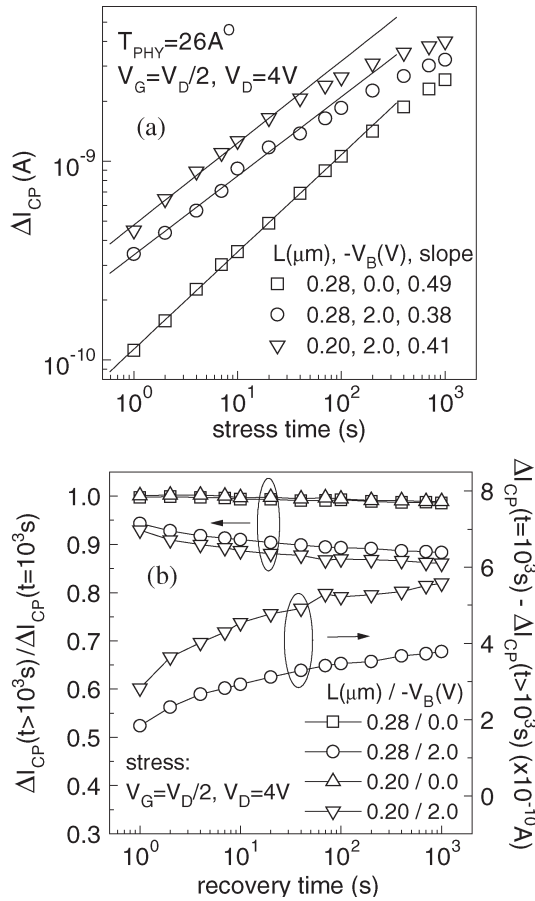 T_PHY=26A^O
V_G=V_D/2, V_D=4V
(a)
10^-9
10^-10
ΔI_CP (A)
L(μm), -V_B(V), slope
0.28, 0.0, 0.49
0.28, 2.0, 0.38
0.20, 2.0, 0.41
10^0 10^1 10^2 10^3
stress time (s)
ΔI_CP(t>10^3s)/ΔI_CP(t=10^3s)
1.0
0.9
0.8
0.7
0.6
0.5
0.4
0.3
(b)
8
6
4
2
0
ΔI_CP(t=10^3s) - ΔI_CP(t>10^3s) (x10^-10A)
L(μm) / -V_B(V)
0.28 / 0.0
0.28 / 2.0
0.20 / 0.0
0.20 / 2.0
stress:
V_G=V_D/2, V_D=4V
10^0 10^1 10^2 10^3
recovery time (s)